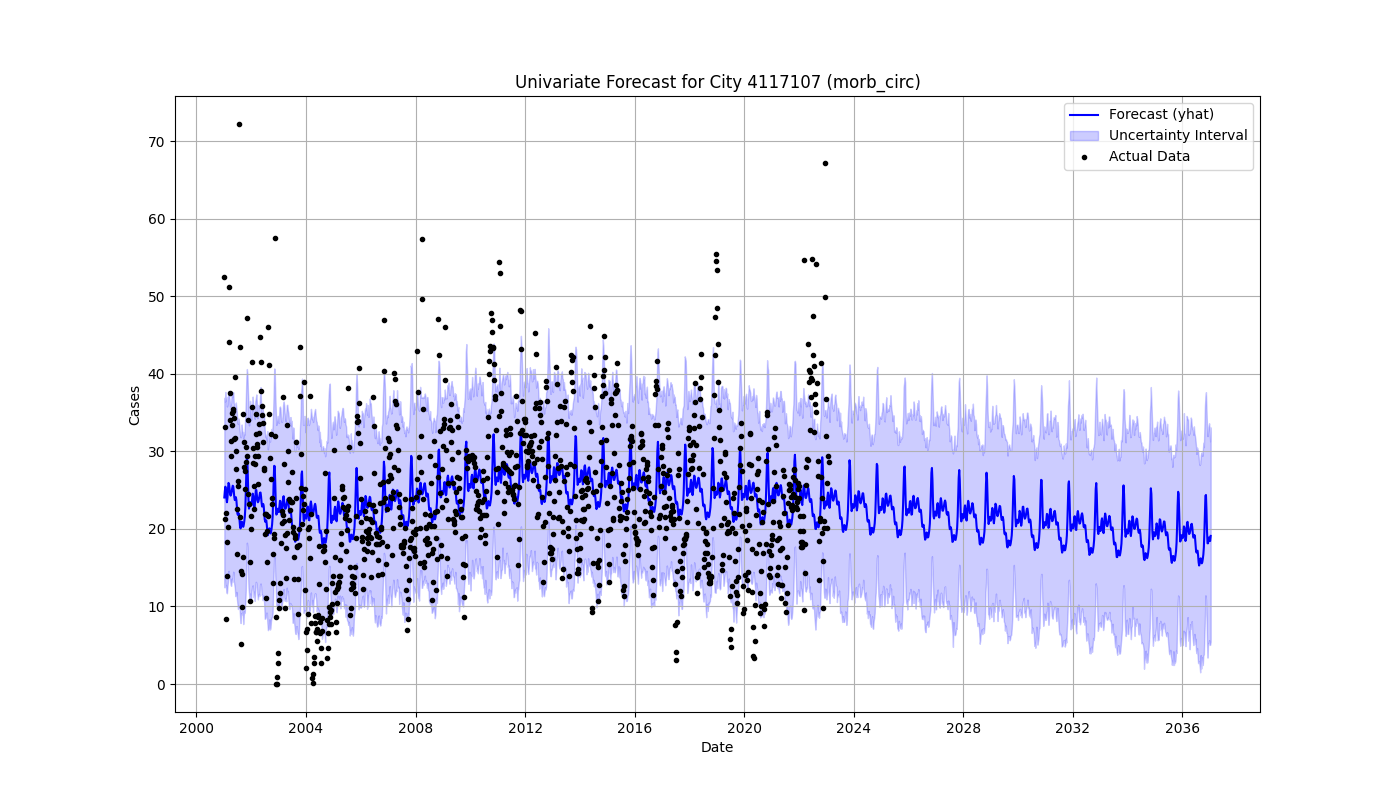 Univariate Forecast for City 4117107 (morb_circ)
Forecast (yhat)
Uncertainty Interval
Actual Data
Cases
70
60
50
40
30
20
10
0
2000 2004 2008 2012 2016 2020 2024 2028 2032 2036
Date